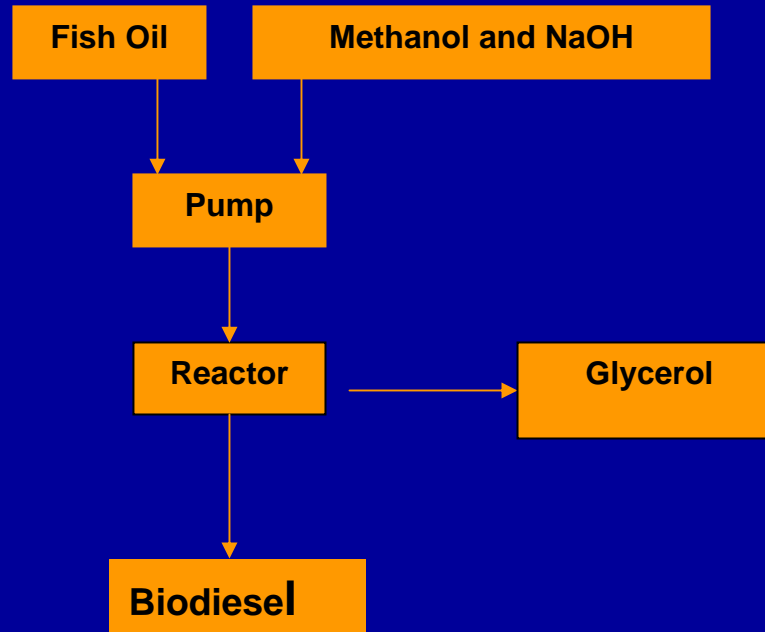 Fish Oil
Methanol and NaOH
Pump
Reactor
Glycerol
Biodiesel